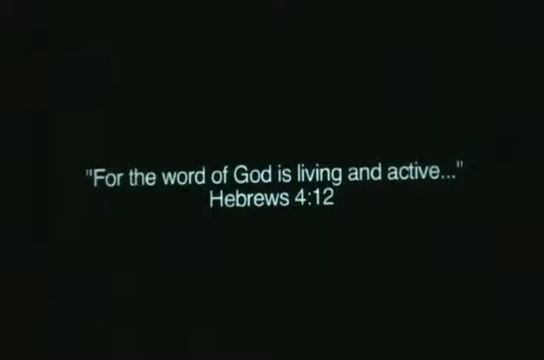 "For the word of God is living and active..."
Hebrews 4:12